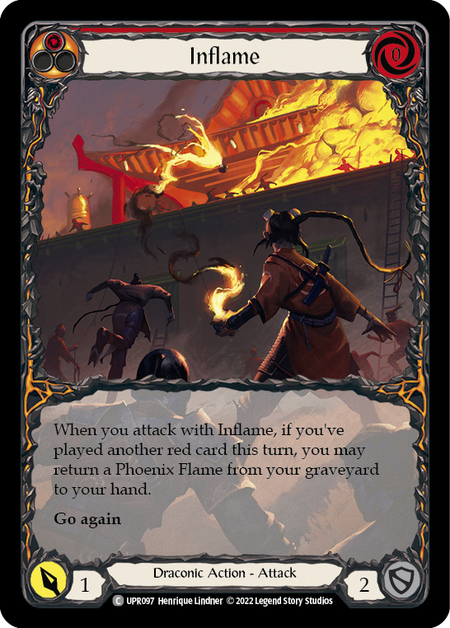 Inflame
0
When you attack with Inflame, if you've
played another red card this turn, you may
return a Phoenix Flame from your graveyard
to your hand.
Go again
1
Draconic Action - Attack
2
C UPR097 Henrique Lindner © 2022 Legend Story Studios